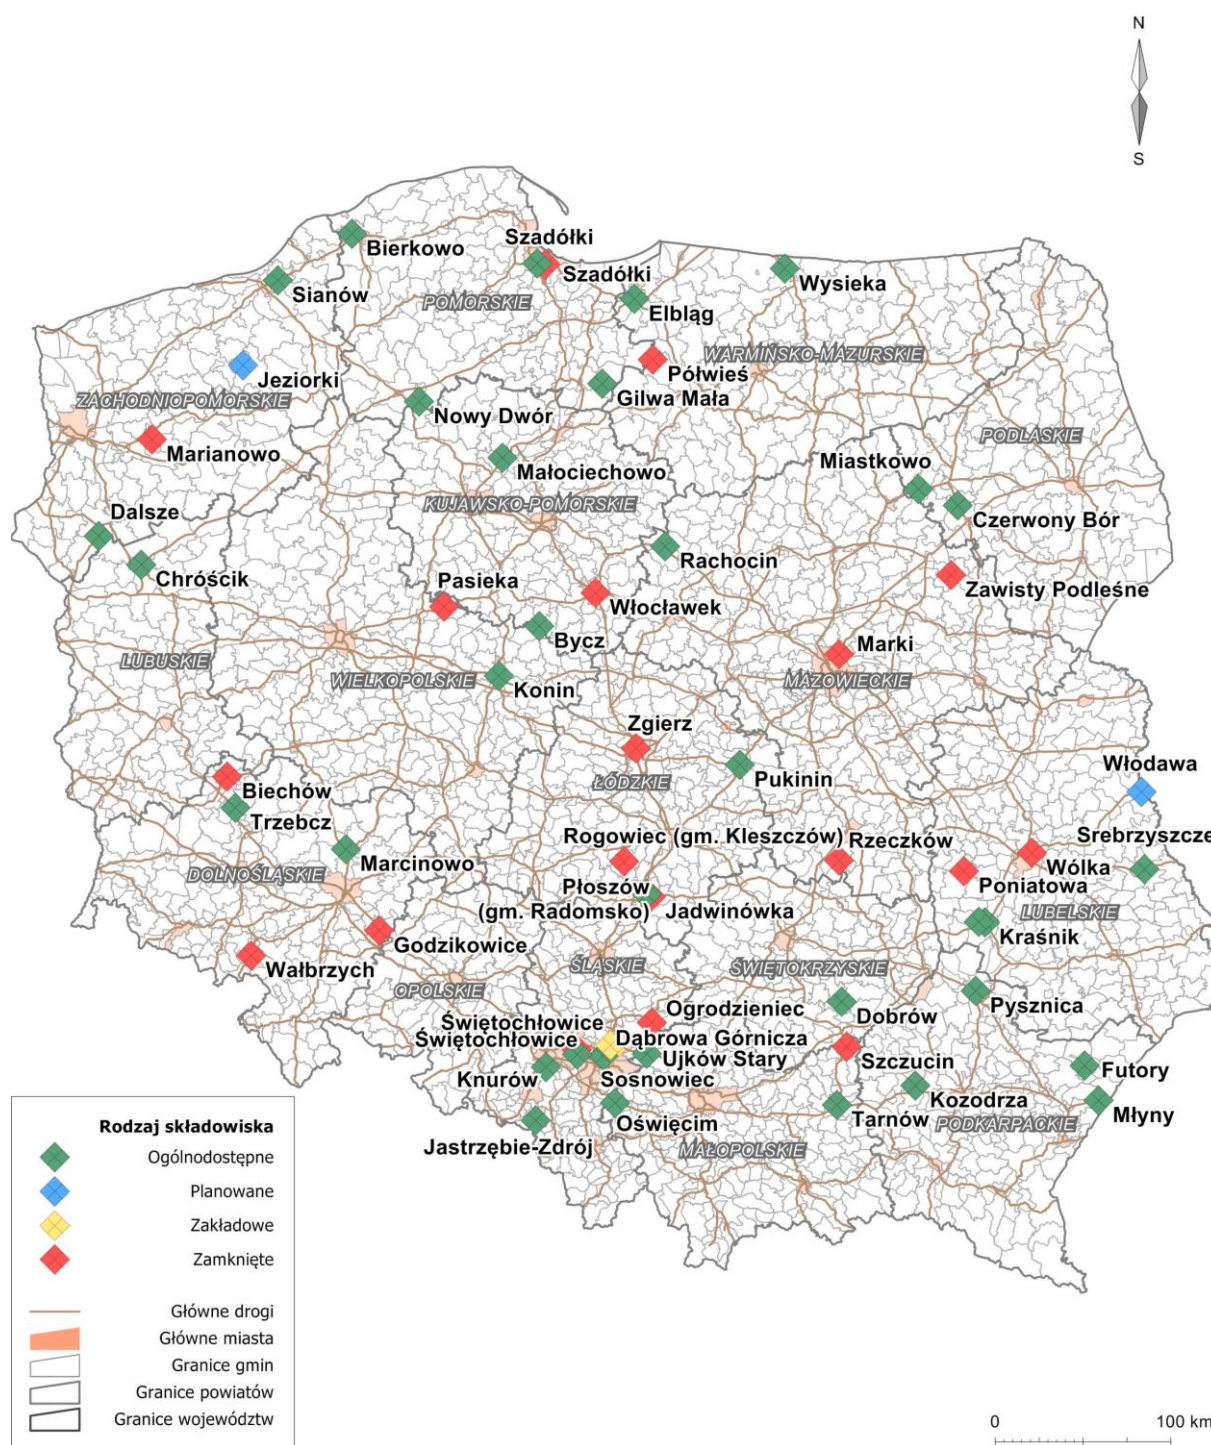 N
S
Szadółki
Bierkowo
Szadółki
Wysieka
Sianów
POMORSKIE
Elbląg
WARMIŃSKO-MAZURSKIE
Półwieś
Jeziorki
Gilwa Mała
ZACHODNIOPOMORSKIE
Nowy Dwór
PODLASKIE
Marianowo
Małociechowo
Miastkowo
KUJAWSKO-POMORSKIE
Dalsze
Czerwony Bór
Rachocin
Chróścik
Pasieka
Zawisty Podleśne
Włocławek
Bycz
Marki
LUBUSKIE
WIELKOPOLSKIE
Konin
MAZOWIECKIE
Zgierz
Włodawa
Pukinin
ŁÓDZKIE
Biechów
Trzebcz
Rogowiec (gm. Kleszczów)
Rzeczków
Srebrzyszcze
Marcinowo
Wólka
DOLNOŚLĄSKIE
Płoszów
(gm. Radomsko)
Jadwinówka
Poniatowa
LUBELSKIE
Kraśnik
Godzikowice
Wałbrzych
ŚLĄSKIE
ŚWIĘTOKRZYSKIE
OPOLSKIE
Pysznica
Ogrodzieniec
Dobrów
Świętochłowice
Dąbrowa Górnicza
Świętochłowice
Ujków Stary
Szczucin
Futory
Knurów
Sosnowiec
Kozodrza
Młyny
Oświęcim
Tarnów
PODKARPACKIE
Jastrzębie-Zdrój
MAŁOPOLSKIE
Rodzaj składowiska
Ogólnodostępne
Planowane
Zakładowe
Zamknięte
Główne drogi
Główne miasta
Granice gmin
Granice powiatów
Granice województw
0 100 km